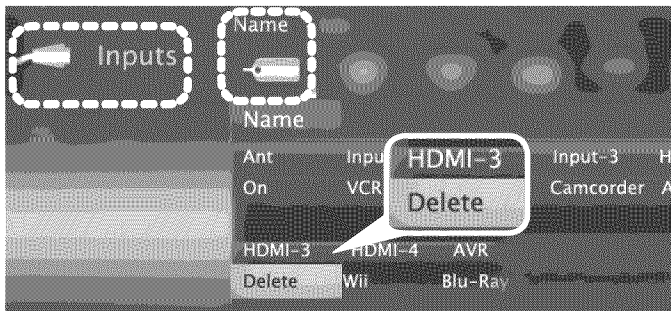 Name
Inputs
Name
Ant Inpu Input-3 H
On VCR Camcorder A
HDMI-3
Delete
HDMI-3 HDMI-4 AVR
Delete Wii Blu-Ray